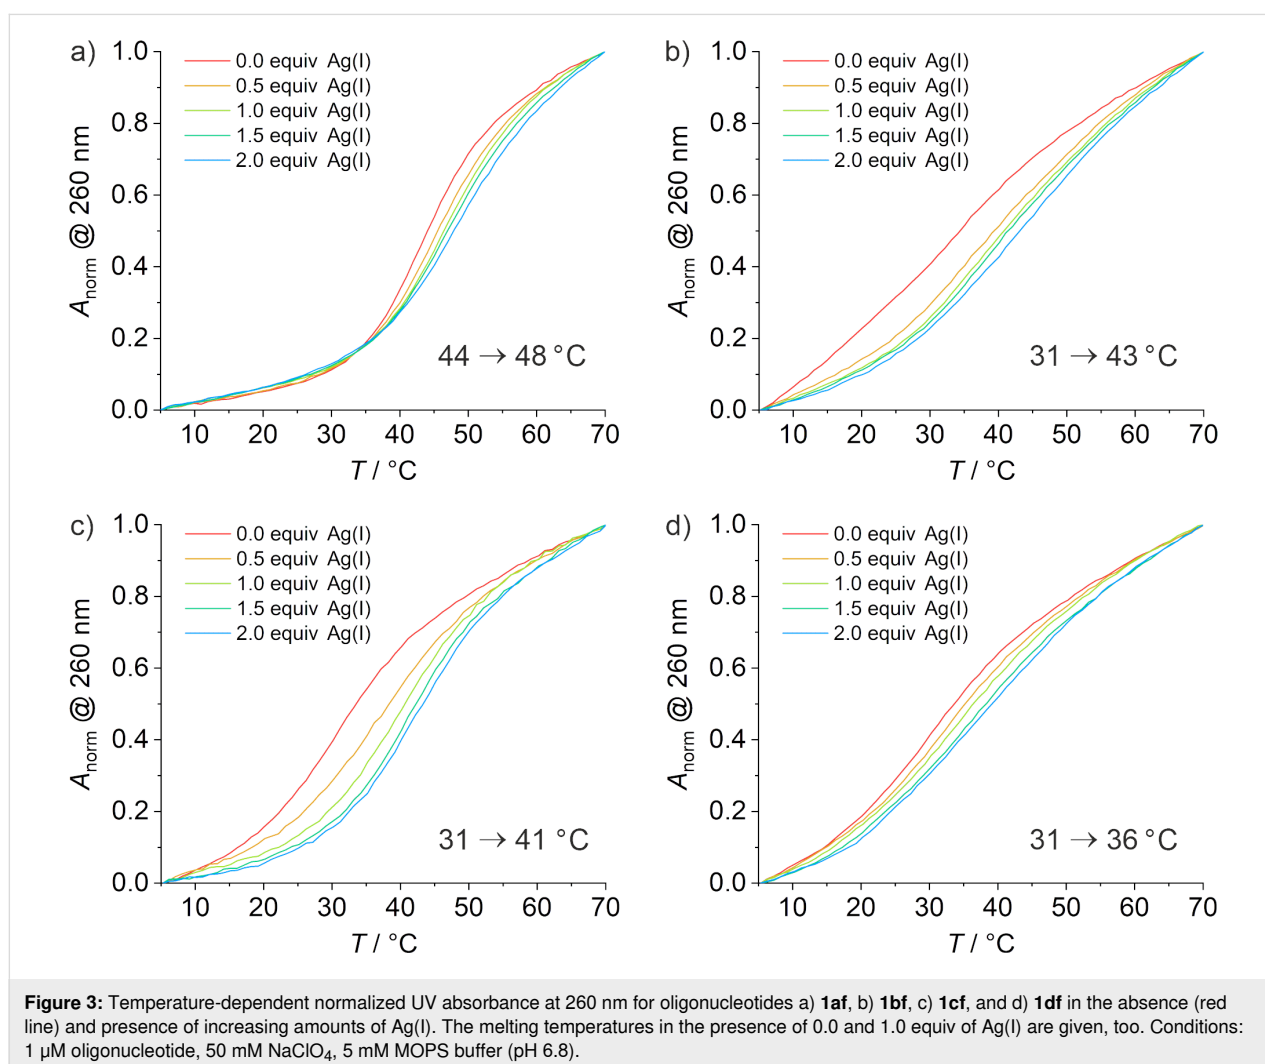 a)
1.0
0.8
0.6
0.4
0.2
0.0
A_norm @ 260 nm
0.0 equiv Ag(I)
0.5 equiv Ag(I)
1.0 equiv Ag(I)
1.5 equiv Ag(I)
2.0 equiv Ag(I)
44 → 48 °C
10 20 30 40 50 60 70
T / °C
b)
1.0
0.8
0.6
0.4
0.2
0.0
A_norm @ 260 nm
0.0 equiv Ag(I)
0.5 equiv Ag(I)
1.0 equiv Ag(I)
1.5 equiv Ag(I)
2.0 equiv Ag(I)
31 → 43 °C
10 20 30 40 50 60 70
T / °C
c)
1.0
0.8
0.6
0.4
0.2
0.0
A_norm @ 260 nm
0.0 equiv Ag(I)
0.5 equiv Ag(I)
1.0 equiv Ag(I)
1.5 equiv Ag(I)
2.0 equiv Ag(I)
31 → 41 °C
10 20 30 40 50 60 70
T / °C
d)
1.0
0.8
0.6
0.4
0.2
0.0
A_norm @ 260 nm
0.0 equiv Ag(I)
0.5 equiv Ag(I)
1.0 equiv Ag(I)
1.5 equiv Ag(I)
2.0 equiv Ag(I)
31 → 36 °C
10 20 30 40 50 60 70
T / °C
Figure 3: Temperature-dependent normalized UV absorbance at 260 nm for oligonucleotides a) 1af, b) 1bf, c) 1cf, and d) 1df in the absence (red
line) and presence of increasing amounts of Ag(I). The melting temperatures in the presence of 0.0 and 1.0 equiv of Ag(I) are given, too. Conditions:
1 µM oligonucleotide, 50 mM NaClO₄, 5 mM MOPS buffer (pH 6.8).